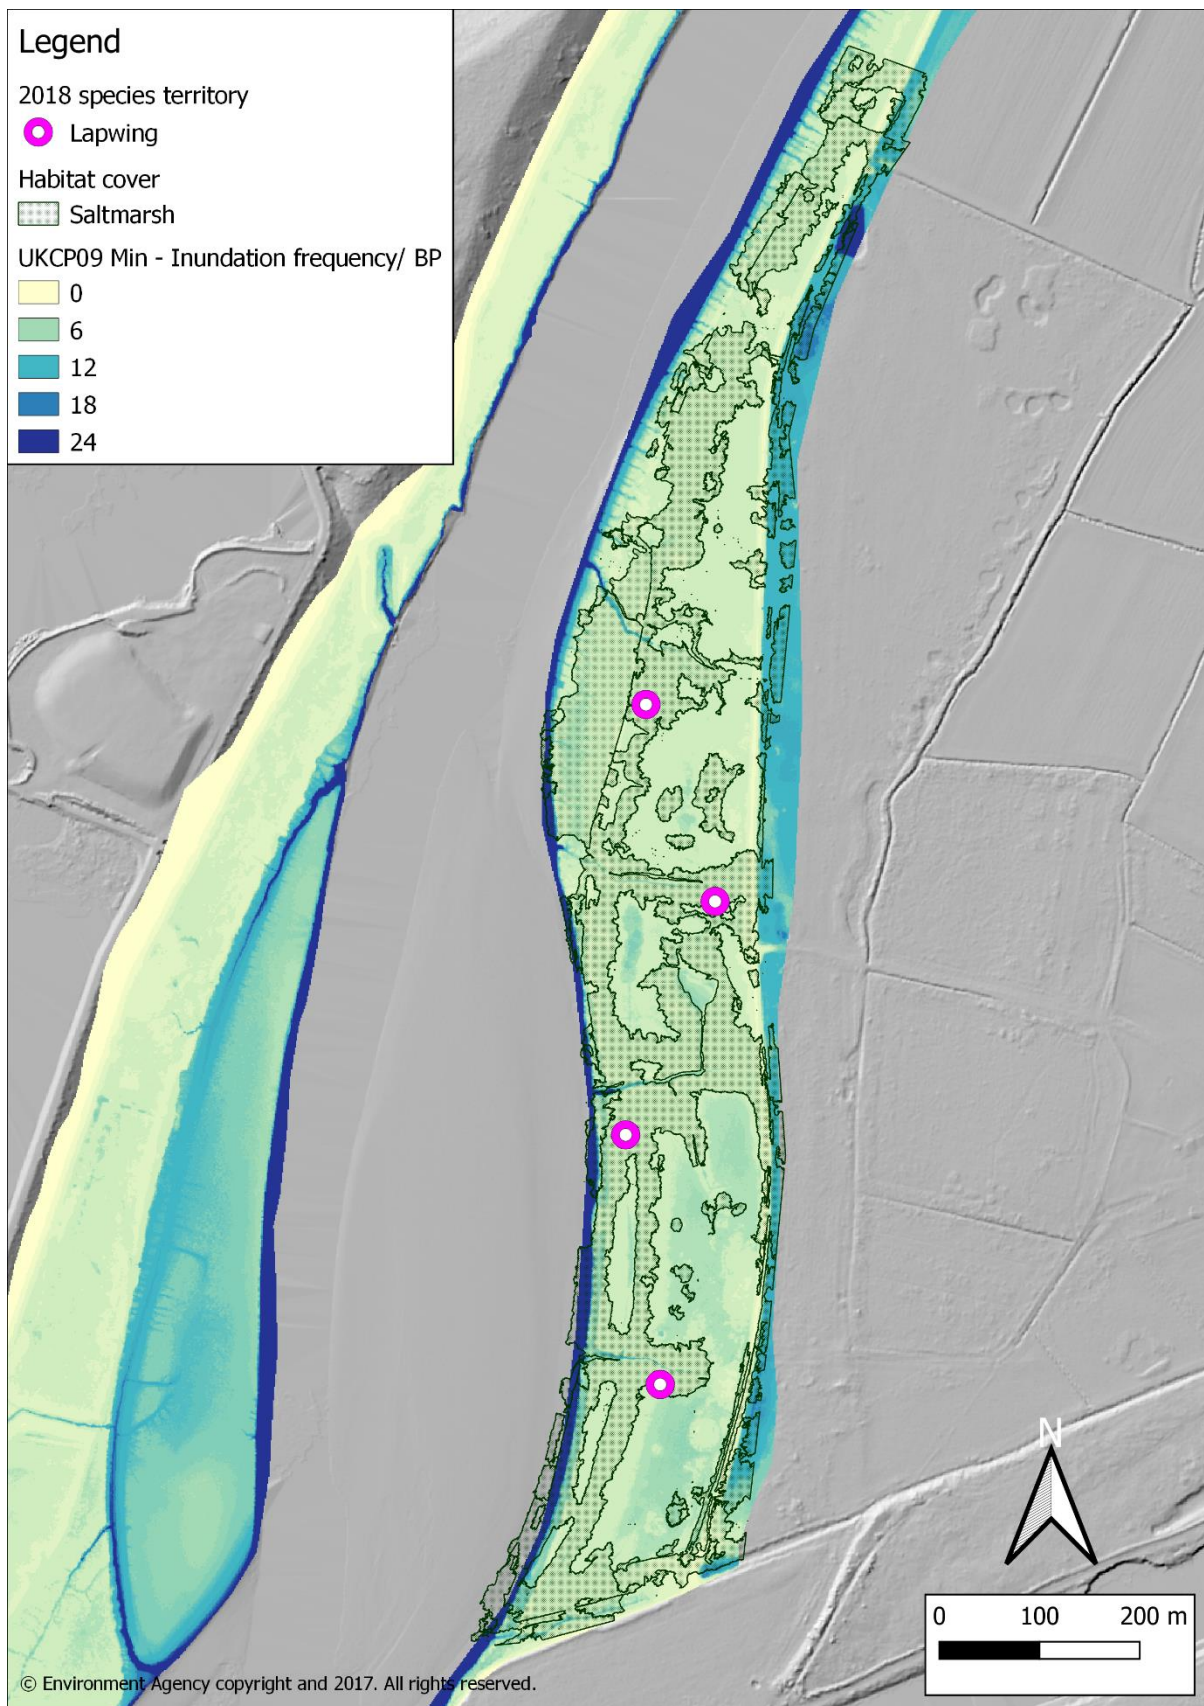 Legend
2018 species territory
Lapwing
Habitat cover
Saltmarsh
UKCP09 Min - Inundation frequency/ BP
0
6
12
18
24
N
0 100 200 m
© Environment Agency copyright and 2017. All rights reserved.